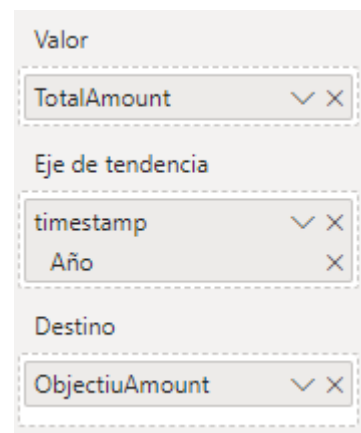 Valor
TotalAmount
Eje de tendencia
timestamp
Año
Destino
ObjectiuAmount